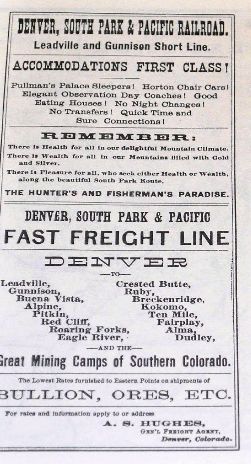 DENVER, SOUTH PARK & PACIFIC RAILROAD.
Leadville and Gunnison Short Line.
ACCOMMODATIONS FIRST CLASS!
Pullman's Palace Sleepers! Horton Chair Cars!
Elegant Observation Day Coaches! Good
Eating Houses! No Night Changes!
No Transfers! Quick Time and
Sure Connections!
REMEMBER:
There is Health for all in our delightful Mountain Climate.
There is Wealth for all in our Mountains filled with Gold
and Silver.
There is Pleasure for all, who seek either Health or Wealth,
along the beautiful South Park Route.
THE HUNTER'S AND FISHERMAN'S PARADISE.
DENVER, SOUTH PARK & PACIFIC
FAST FREIGHT LINE
DENVER
—TO—
Leadville, Crested Butte,
Gunnison, Ruby,
Buena Vista, Breckenridge,
Alpine, Kokomo,
Pitkin, Ten Mile,
Red Cliff, Fairplay,
Roaring Forks, Alma,
Eagle River, Dudley,
—AND THE—
Great Mining Camps of Southern Colorado.
The Lowest Rates furnished to Eastern Points on shipments of
BULLION, ORES, ETC.
For rates and information apply to or address
A. S. HUGHES,
GEN'L FREIGHT AGENT,
Denver, Colorado.